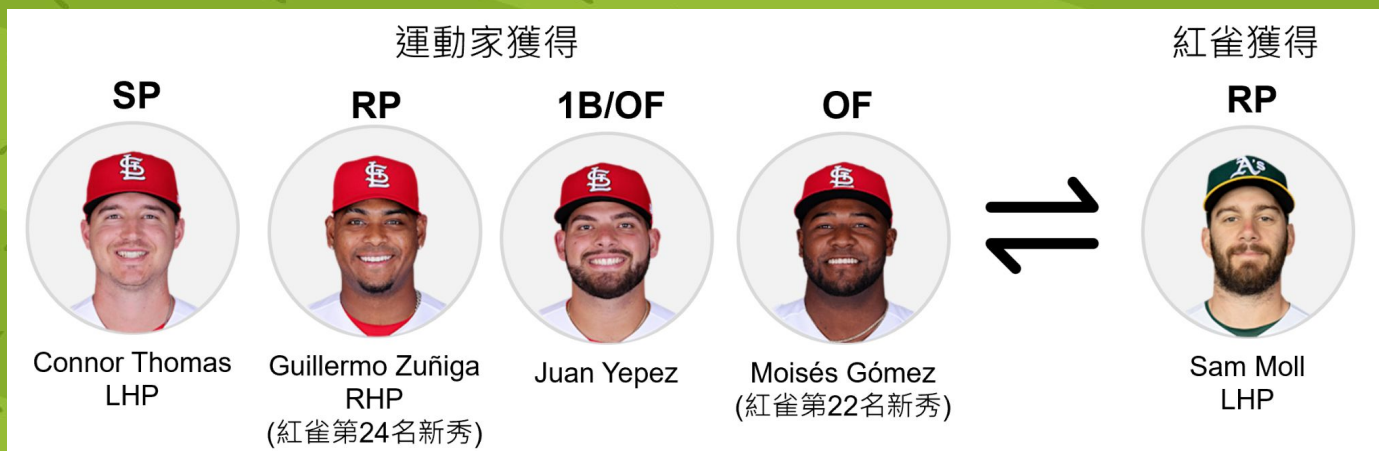 運動家獲得
紅雀獲得
SP
RP
1B/OF
OF
RP
Connor Thomas
LHP
Guillermo Zuñiga
RHP
(紅雀第24名新秀)
Juan Yepez
Moisés Gómez
(紅雀第22名新秀)
Sam Moll
LHP
A's